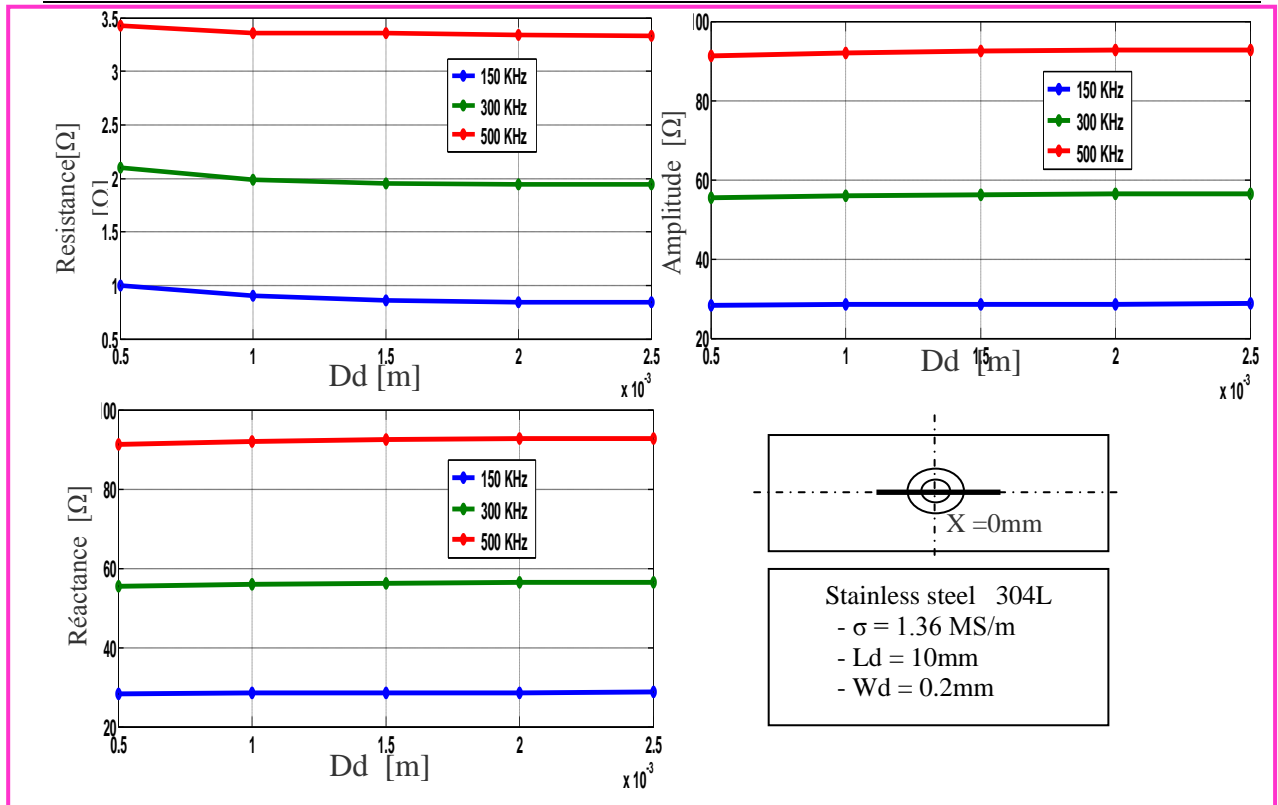 3.5
3
2.5
2
1.5
1
0.5
0.5 1 1.5 2 2.5
x 10-3
Resistance[Ω]
[Ω]
Dd [m]
150 KHz
300 KHz
500 KHz
100
80
60
40
20
0.5 1 1.5 2 2.5
x 10-3
Amplitude [Ω]
Dd [m]
150 KHz
300 KHz
500 KHz
100
80
60
40
20
0.5 1 1.5 2 2.5
x 10-3
Réactance [Ω]
Dd [m]
150 KHz
300 KHz
500 KHz
X =0mm
Stainless steel 304L
- σ = 1.36 MS/m
- Ld = 10mm
- Wd = 0.2mm